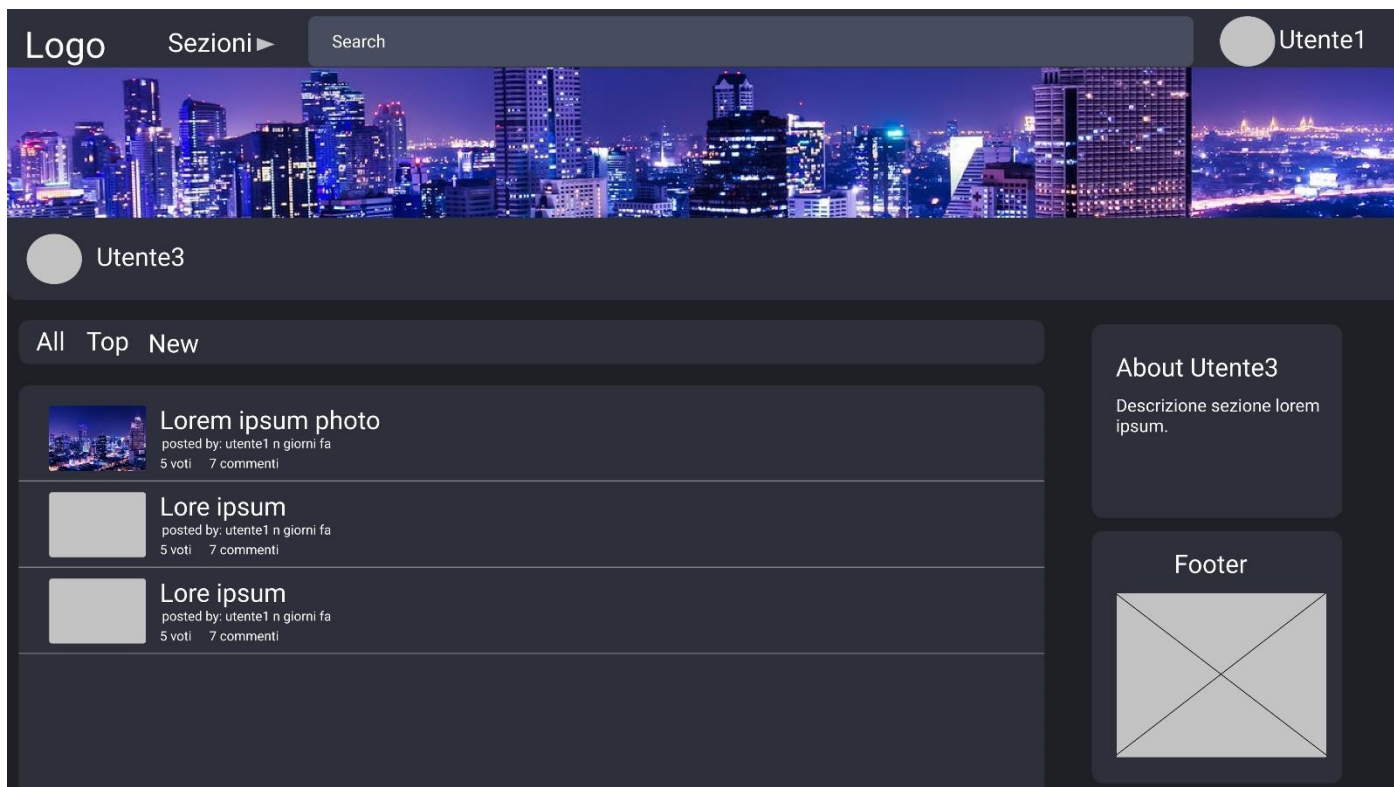 Logo
Sezioni
Search
Utente1
Utente3
All Top New
Lorem ipsum photo
posted by: utente1 n giorni fa
5 voti 7 commenti
Lore ipsum
posted by: utente1 n giorni fa
5 voti 7 commenti
Lore ipsum
posted by: utente1 n giorni fa
5 voti 7 commenti
About Utente3
Descrizione sezione lorem
ipsum.
Footer